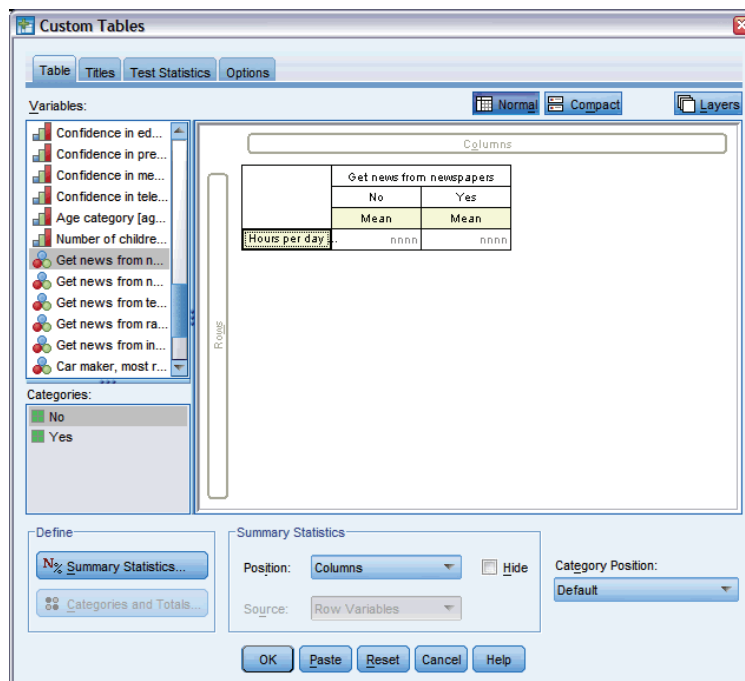 Custom Tables
Table Titles Test Statistics Options
Variables: Normal Compact Layers
Confidence in ed...
Confidence in pre...
Confidence in me...
Confidence in tele...
Age category [ag...
Number of childre...
Get news from n...
Get news from n...
Get news from te...
Get news from ra...
Get news from in...
Car maker, most r...
Categories:
No
Yes
Columns
Rows
Get news from newspapers
No Yes
Mean Mean
Hours per day... nnnn nnnn
Define
N% Summary Statistics...
Categories and Totals...
Summary Statistics
Position: Columns Hide
Source: Row Variables
Category Position:
Default
OK Paste Reset Cancel Help